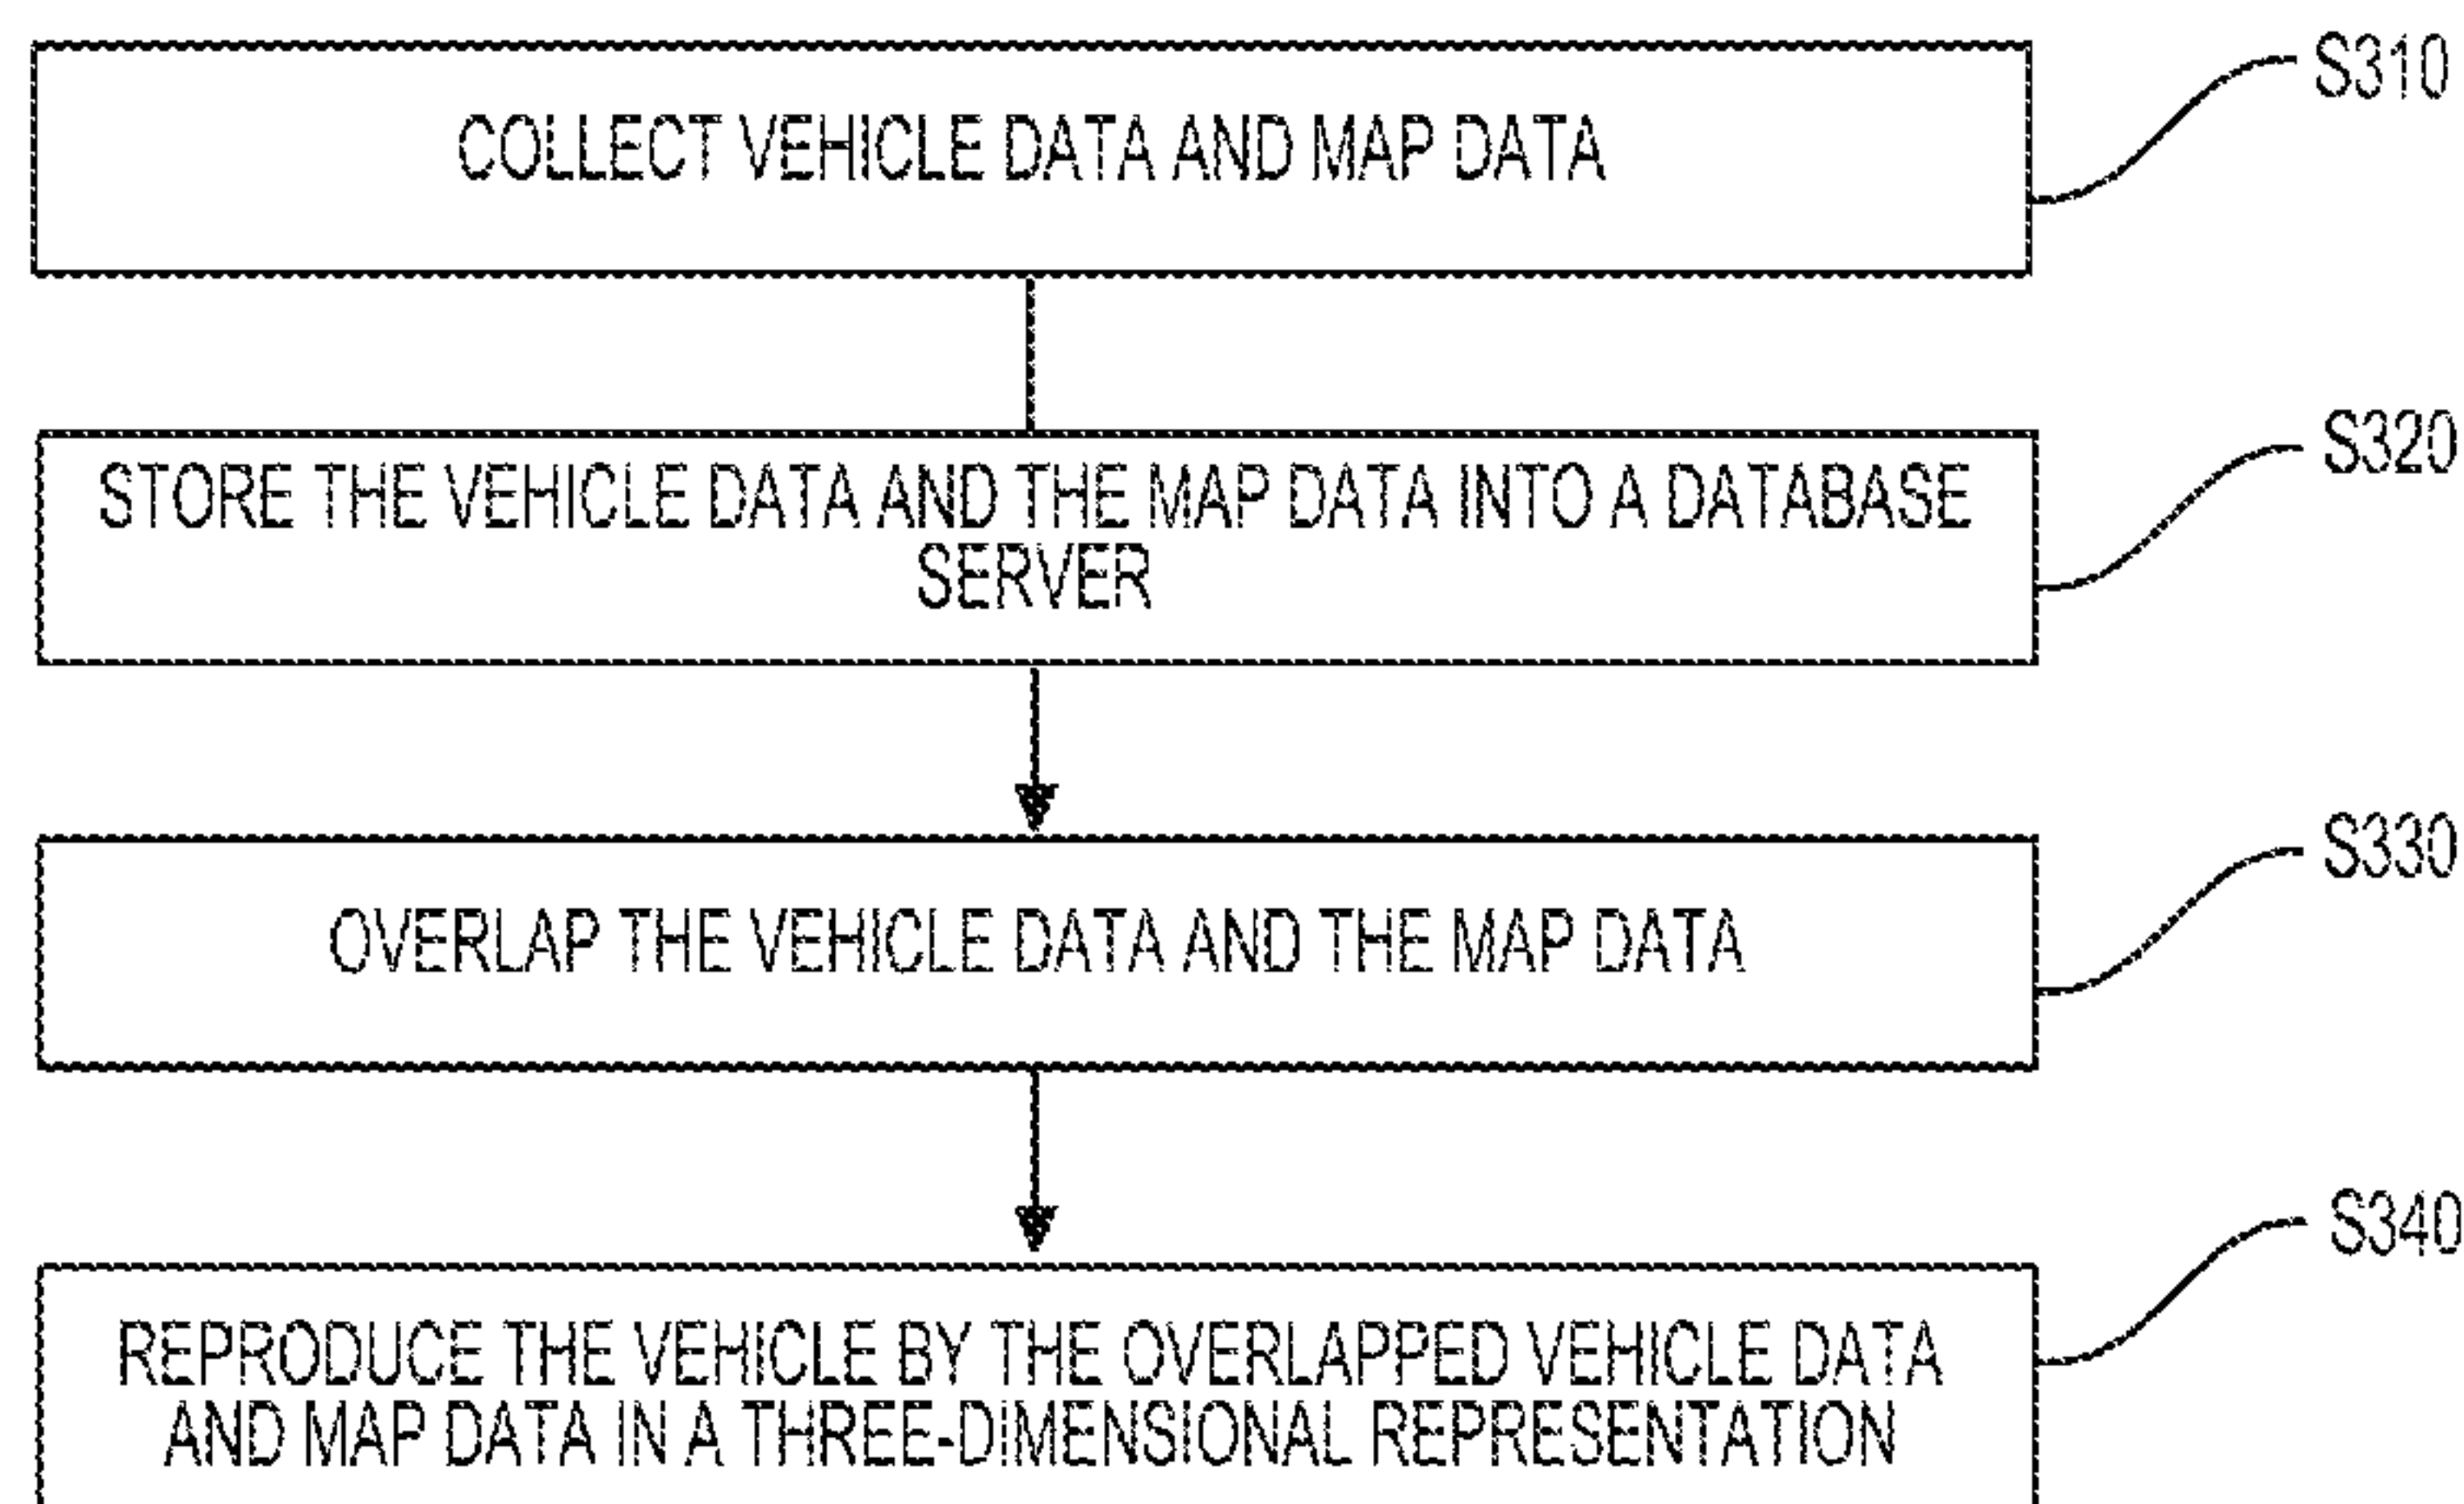 COLLECT VEHICLE DATA AND MAP DATA
S310
STORE THE VEHICLE DATA AND THE MAP DATA INTO A DATABASE
SERVER
S320
OVERLAP THE VEHICLE DATA AND THE MAP DATA
S330
REPRODUCE THE VEHICLE BY THE OVERLAPPED VEHICLE DATA
AND MAP DATA IN A THREE-DIMENSIONAL REPRESENTATION
S340